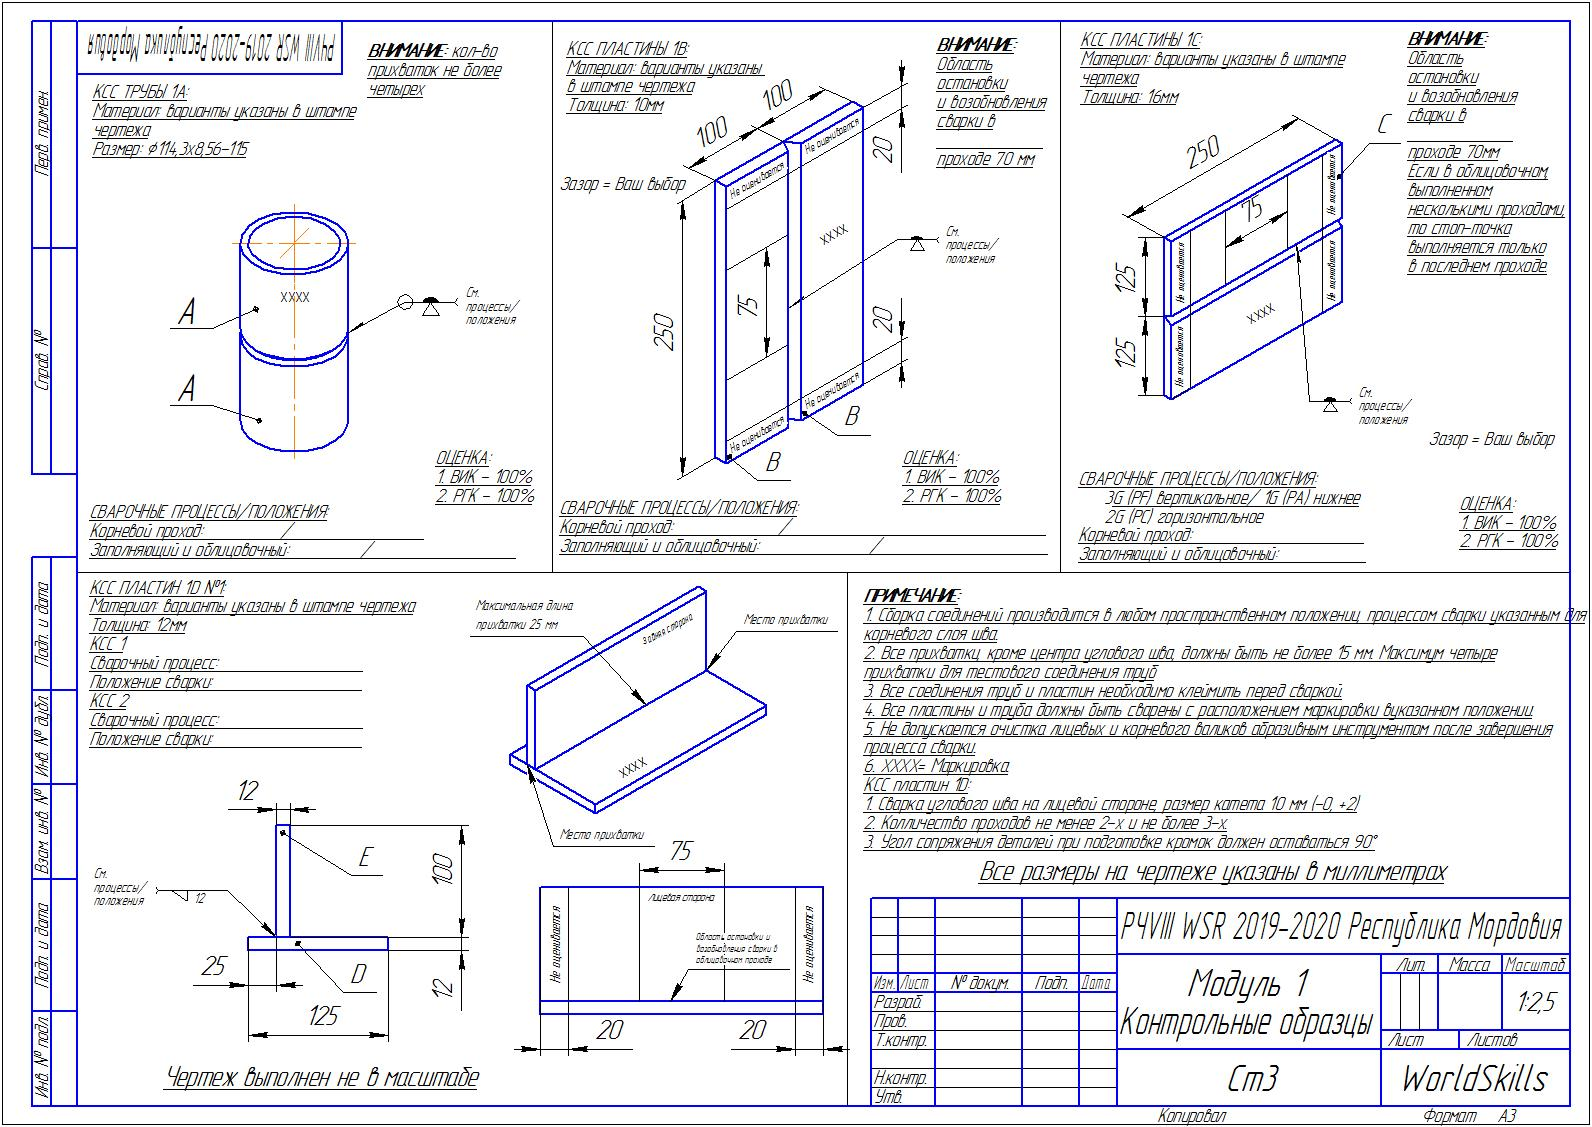 РЧVIII WSR 2019-2020 Республика Мордовия
Перв. примен.
Справ. №
Подп. и дата
Инв. № дубл.
Взам. инв. №
Подп. и дата
Инв. № подл.
КСС ТРУБЫ 1А:
Материал: варианты указаны в штампе
чертежа
Размер: ϕ114,3x8,56-115
ВНИМАНИЕ: кол-во
прихваток не более
четырех
XXXX
А
А
См.
процессы/
положения
ОЦЕНКА:
1. ВИК - 100%
2. РГК - 100%
СВАРОЧНЫЕ ПРОЦЕССЫ/ПОЛОЖЕНИЯ:
Корневой проход: /
Заполняющий и облицовочный: /
КСС ПЛАСТИНЫ 1В:
Материал: варианты указаны
в штампе чертежа
Толщина: 10мм
ВНИМАНИЕ:
Область
остановки
и возобновления
сварки в
проходе 70 мм
Зазор = Ваш выбор
100
100
20
Не оценивается
Не оценивается
XXXX
250
75
20
Не оценивается
Не оценивается
В
В
См.
процессы/
положения
ОЦЕНКА:
1. ВИК - 100%
2. РГК - 100%
СВАРОЧНЫЕ ПРОЦЕССЫ/ПОЛОЖЕНИЯ:
Корневой проход: /
Заполняющий и облицовочный: /
КСС ПЛАСТИНЫ 1С:
Материал: варианты указаны в штампе
чертежа
Толщина: 16мм
ВНИМАНИЕ:
Область
остановки
и возобновления
сварки в
проходе 70мм
Если в облицовочном,
выполненном
несколькими проходами,
то стоп-точка
выполняется только
в последнем проходе
С
250
75
125
125
Не оценивается
Не оценивается
Не оценивается
Не оценивается
XXXX
См.
процессы/
положения
Зазор = Ваш выбор
СВАРОЧНЫЕ ПРОЦЕССЫ/ПОЛОЖЕНИЯ:
3G (PF) вертикальное/ 1G (PA) нижнее
2G (PC) горизонтальное
Корневой проход:
Заполняющий и облицовочный:
ОЦЕНКА:
1. ВИК - 100%
2. РГК - 100%
КСС ПЛАСТИН 1D №1:
Материал: варианты указаны в штампе чертежа
Толщина: 12мм
КСС 1
Сварочный процесс:
Положение сварки:
КСС 2
Сварочный процесс:
Положение сварки:
Максимальная длина
прихватки 25 мм
Задняя сторона
Место прихватки
XXXX
Место прихватки
12
Е
100
См.
процессы/
положения
12
25
D
12
125
75
Лицевая сторона
Не оценивается
Не оценивается
Область остановки и
возобновления сварки в
облицовочном проходе
20
20
Чертеж выполнен не в масштабе
ПРИМЕЧАНИЕ:
1. Сборка соединений производится в любом пространственном положении, процессом сварки указанным для
корневого слоя шва.
2. Все прихватки, кроме центра углового шва, должны быть не более 15 мм. Максимум четыре
прихватки для тестового соединения труб
3. Все соединения труб и пластин необходимо клеймить перед сваркой.
4. Все пластины и труба должны быть сварены с расположением маркировки вуказанном положении.
5. Не допускается очистка лицевых и корневого валиков абразивным инструментом после завершения
процесса сварки.
6. XXXX= Маркировка
КСС пластин 1D:
1. Сварка углового шва на лицевой стороне, размер катета 10 мм (-0, +2)
2. Колличество проходов не менее 2-х и не более 3-х.
3. Угол сопряжения деталей при подготовке кромок должен оставаться 90°
Все размеры на чертеже указаны в миллиметрах
РЧVIII WSR 2019-2020 Республика Мордовия
Изм. Лист № докум. Подп. Дата
Разраб.
Пров.
Т.контр.
Н.контр.
Утв.
Модуль 1
Контрольные образцы
Лит. Масса Масштаб
1:2,5
Лист Листов
Ст3
WorldSkills
Копировал Формат А3